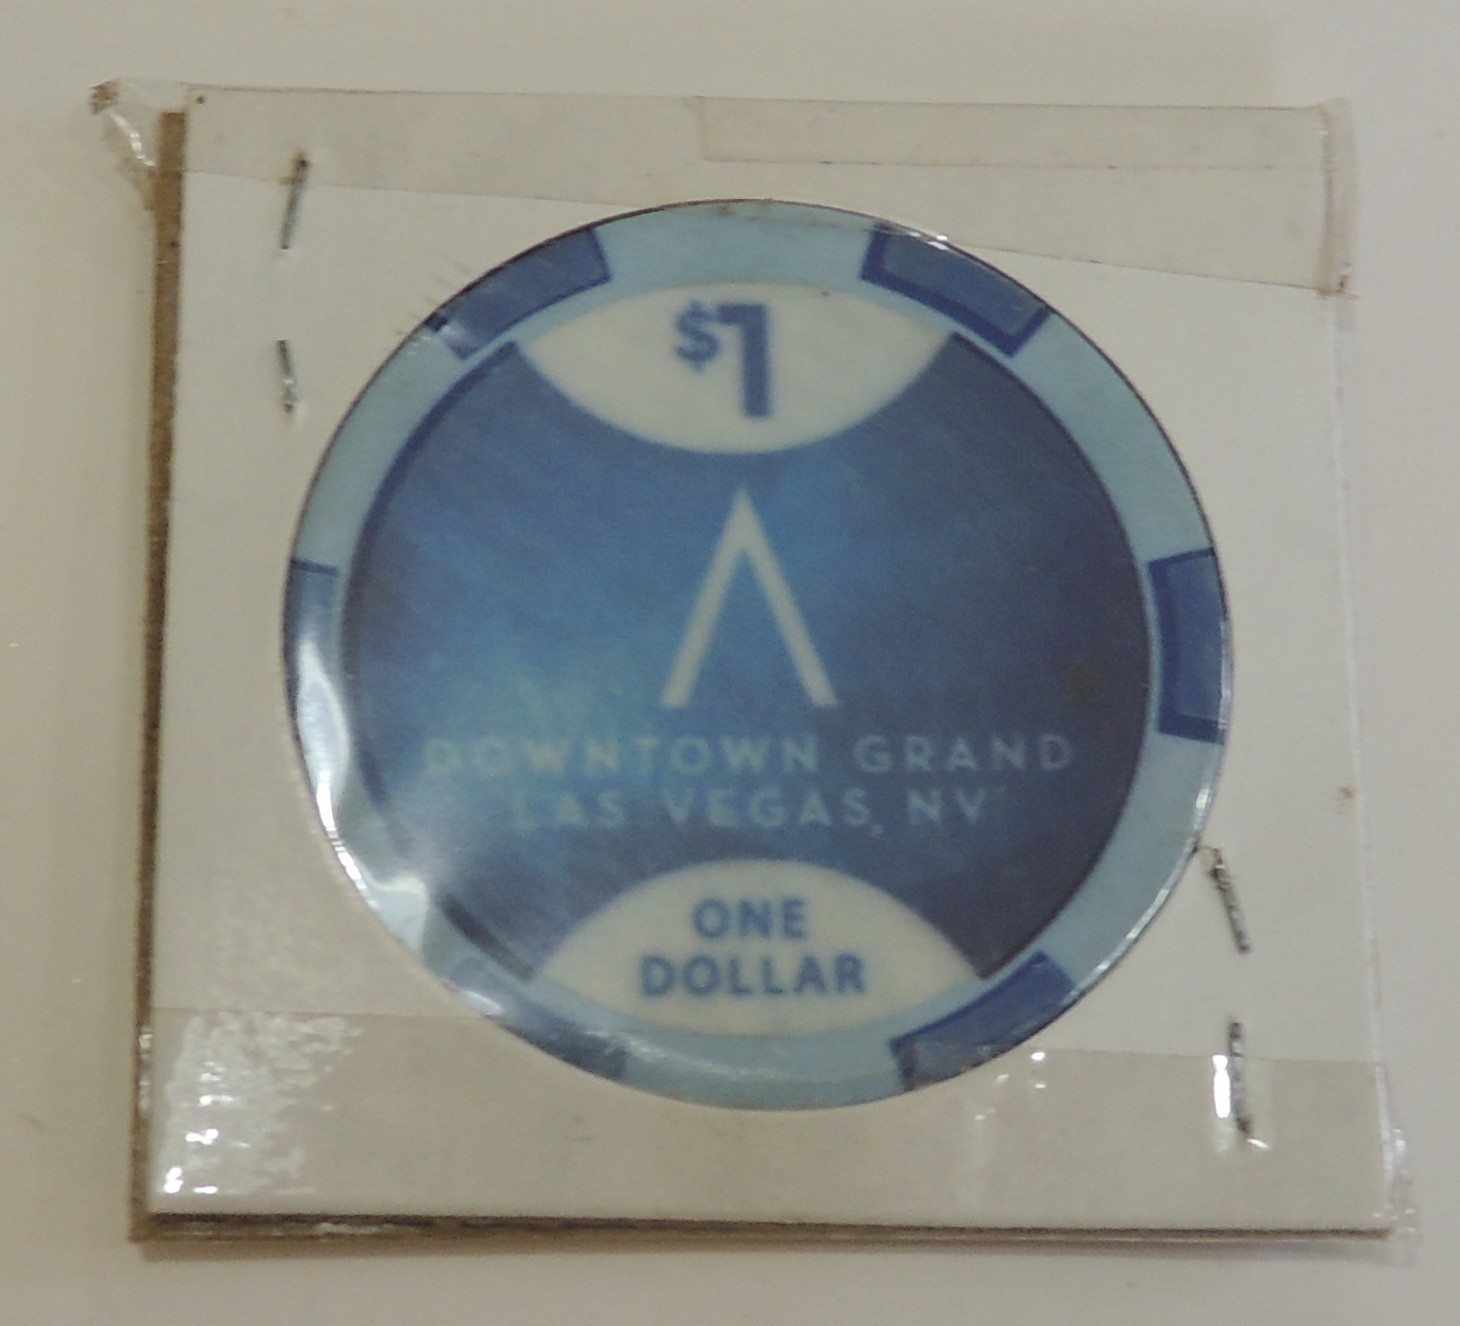 $1
DOWNTOWN GRAND
LAS VEGAS, NV
ONE
DOLLAR